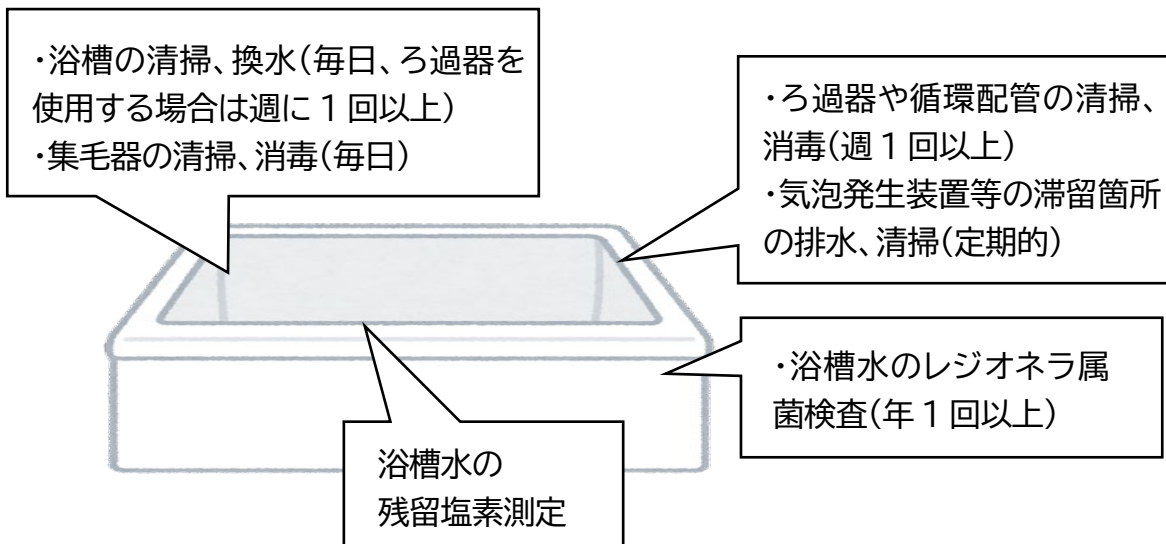 ・浴槽の清掃、換水（毎日、ろ過器を
使用する場合は週に 1 回以上）
・集毛器の清掃、消毒（毎日）
・ろ過器や循環配管の清掃、
消毒（週 1 回以上）
・気泡発生装置等の滞留箇所
の排水、清掃（定期的）
・浴槽水のレジオネラ属
菌検査（年 1 回以上）
浴槽水の
残留塩素測定